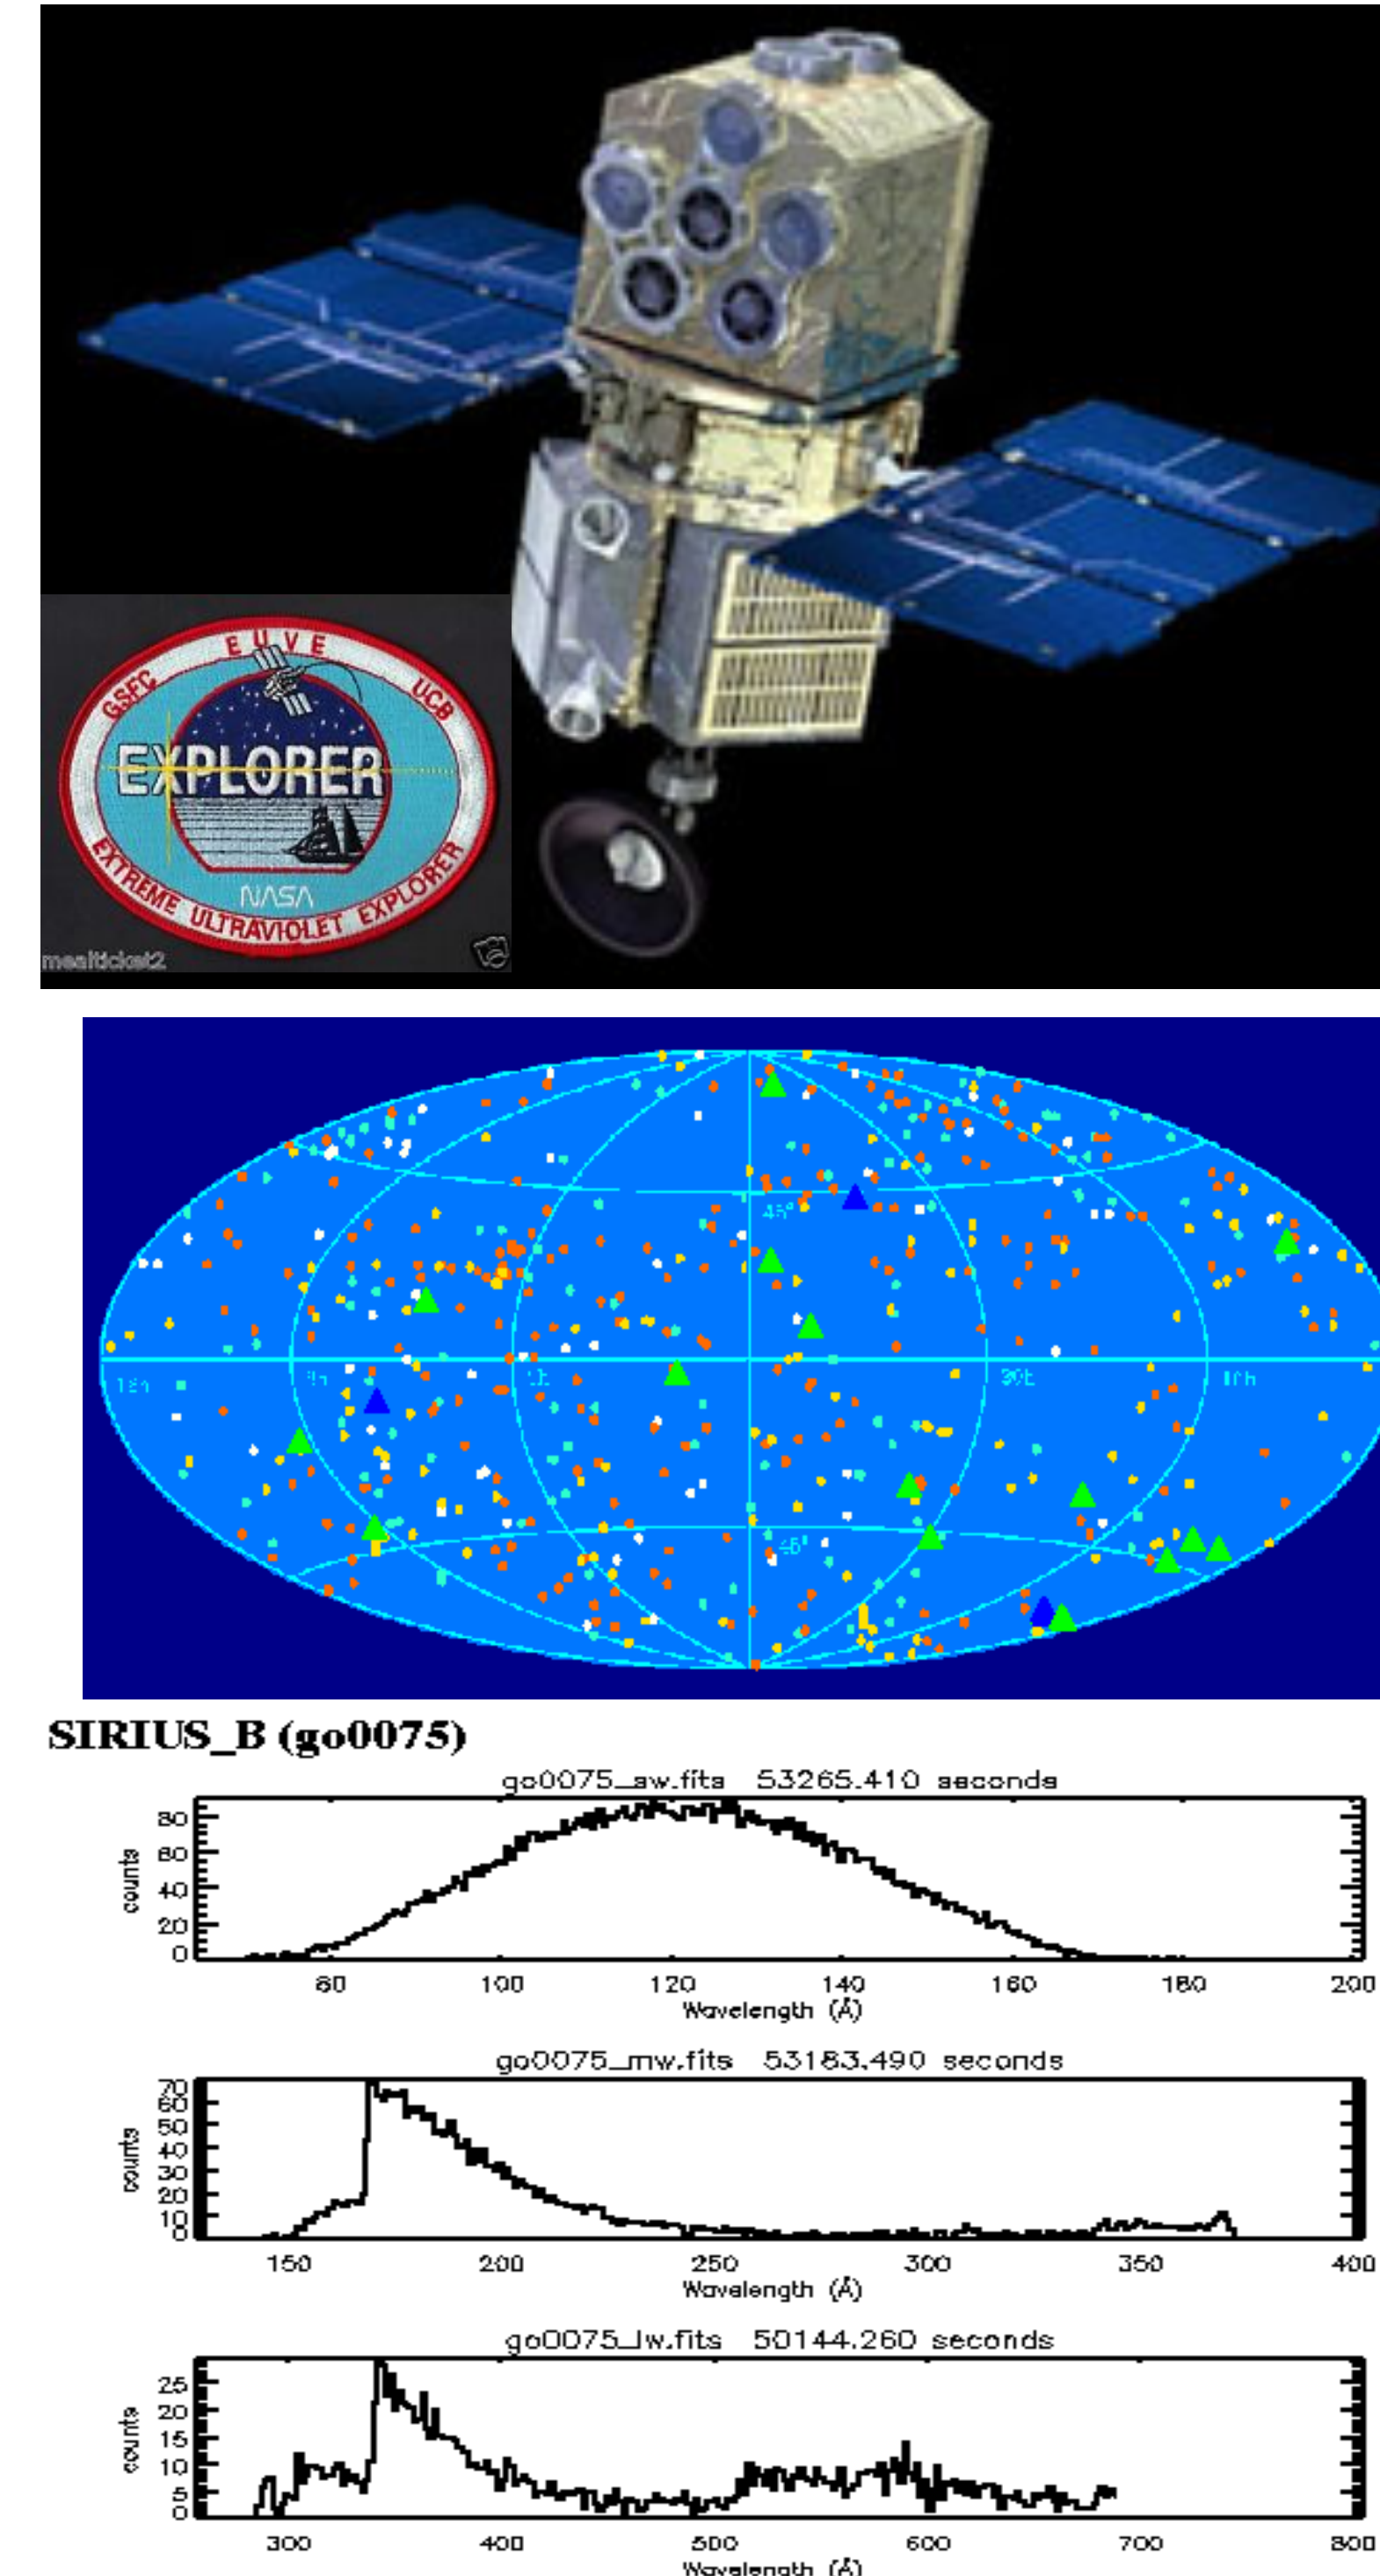 E U V E
GSFC
UCB
EXPLORER
NASA
EXTREME ULTRAVIOLET EXPLORER
mealticket2
45°
20h
SIRIUS_B (go0075)
go0075_sw.fits 53265.410 seconds
counts
80
60
40
20
0
80 100 120 140 160 180 200
Wavelength (Å)
go0075_mw.fits 53183.490 seconds
counts
70
60
50
40
30
20
10
0
150 200 250 300 350 400
Wavelength (Å)
go0075_lw.fits 50144.260 seconds
counts
25
20
15
10
5
0
300 400 500 600 700 800
Wavelength (Å)